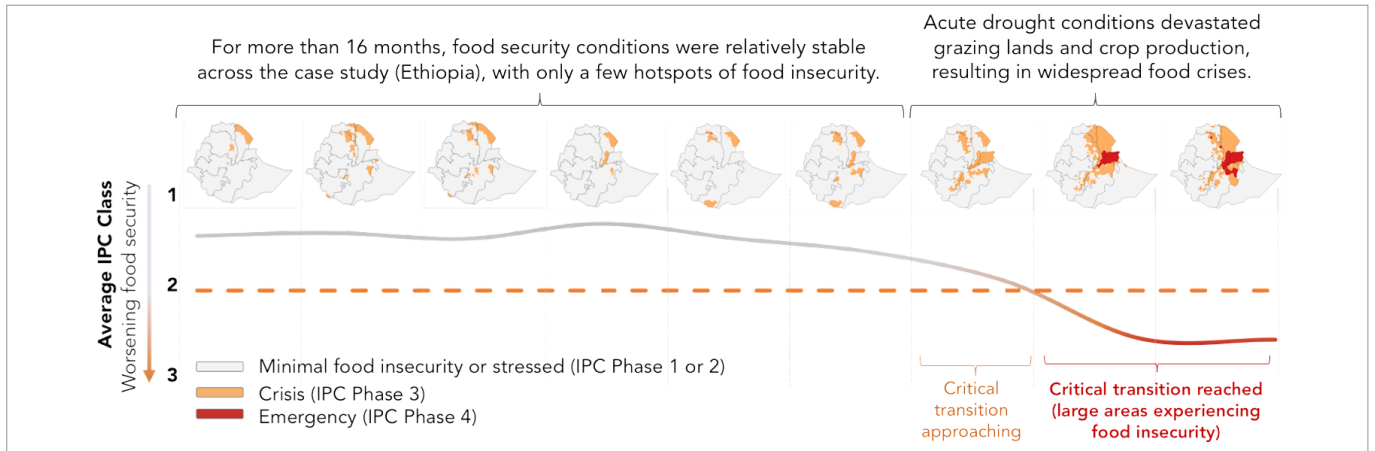 For more than 16 months, food security conditions were relatively stable
across the case study (Ethiopia), with only a few hotspots of food insecurity.
Acute drought conditions devastated
grazing lands and crop production,
resulting in widespread food crises.
Average IPC Class
Worsening food security
1
2
3
Minimal food insecurity or stressed (IPC Phase 1 or 2)
Crisis (IPC Phase 3)
Emergency (IPC Phase 4)
Critical
transition
approaching
Critical transition reached
(large areas experiencing
food insecurity)